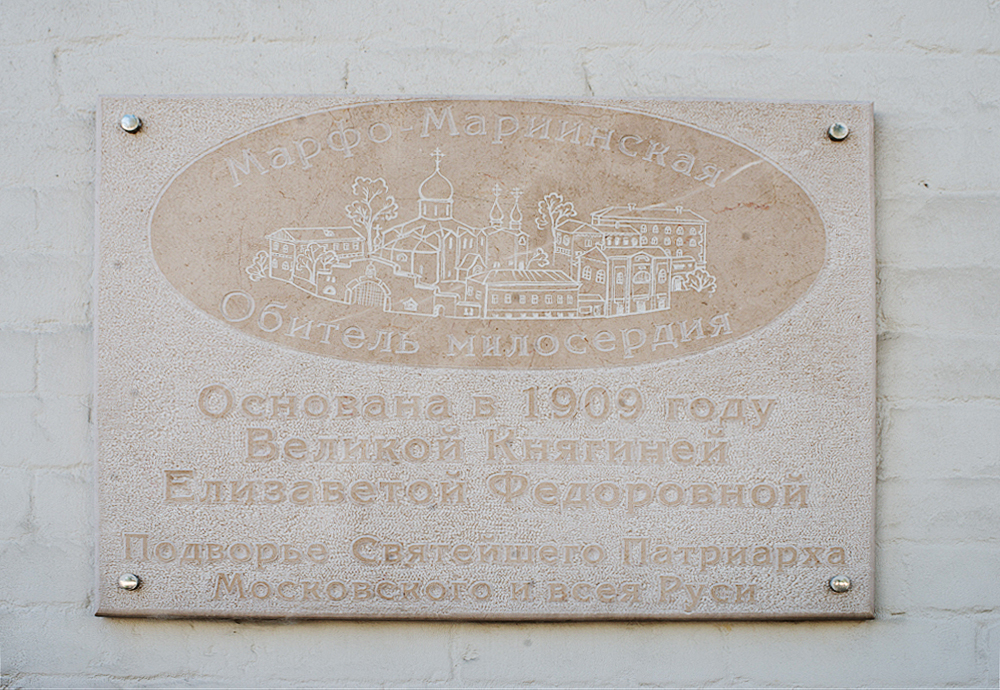 Марфо-Мариинская
Обитель милосердия
Основана в 1909 году
Великой Княгиней
Елизаветой Федоровной
Подворье Святейшего Патриарха
Московского и всея Руси